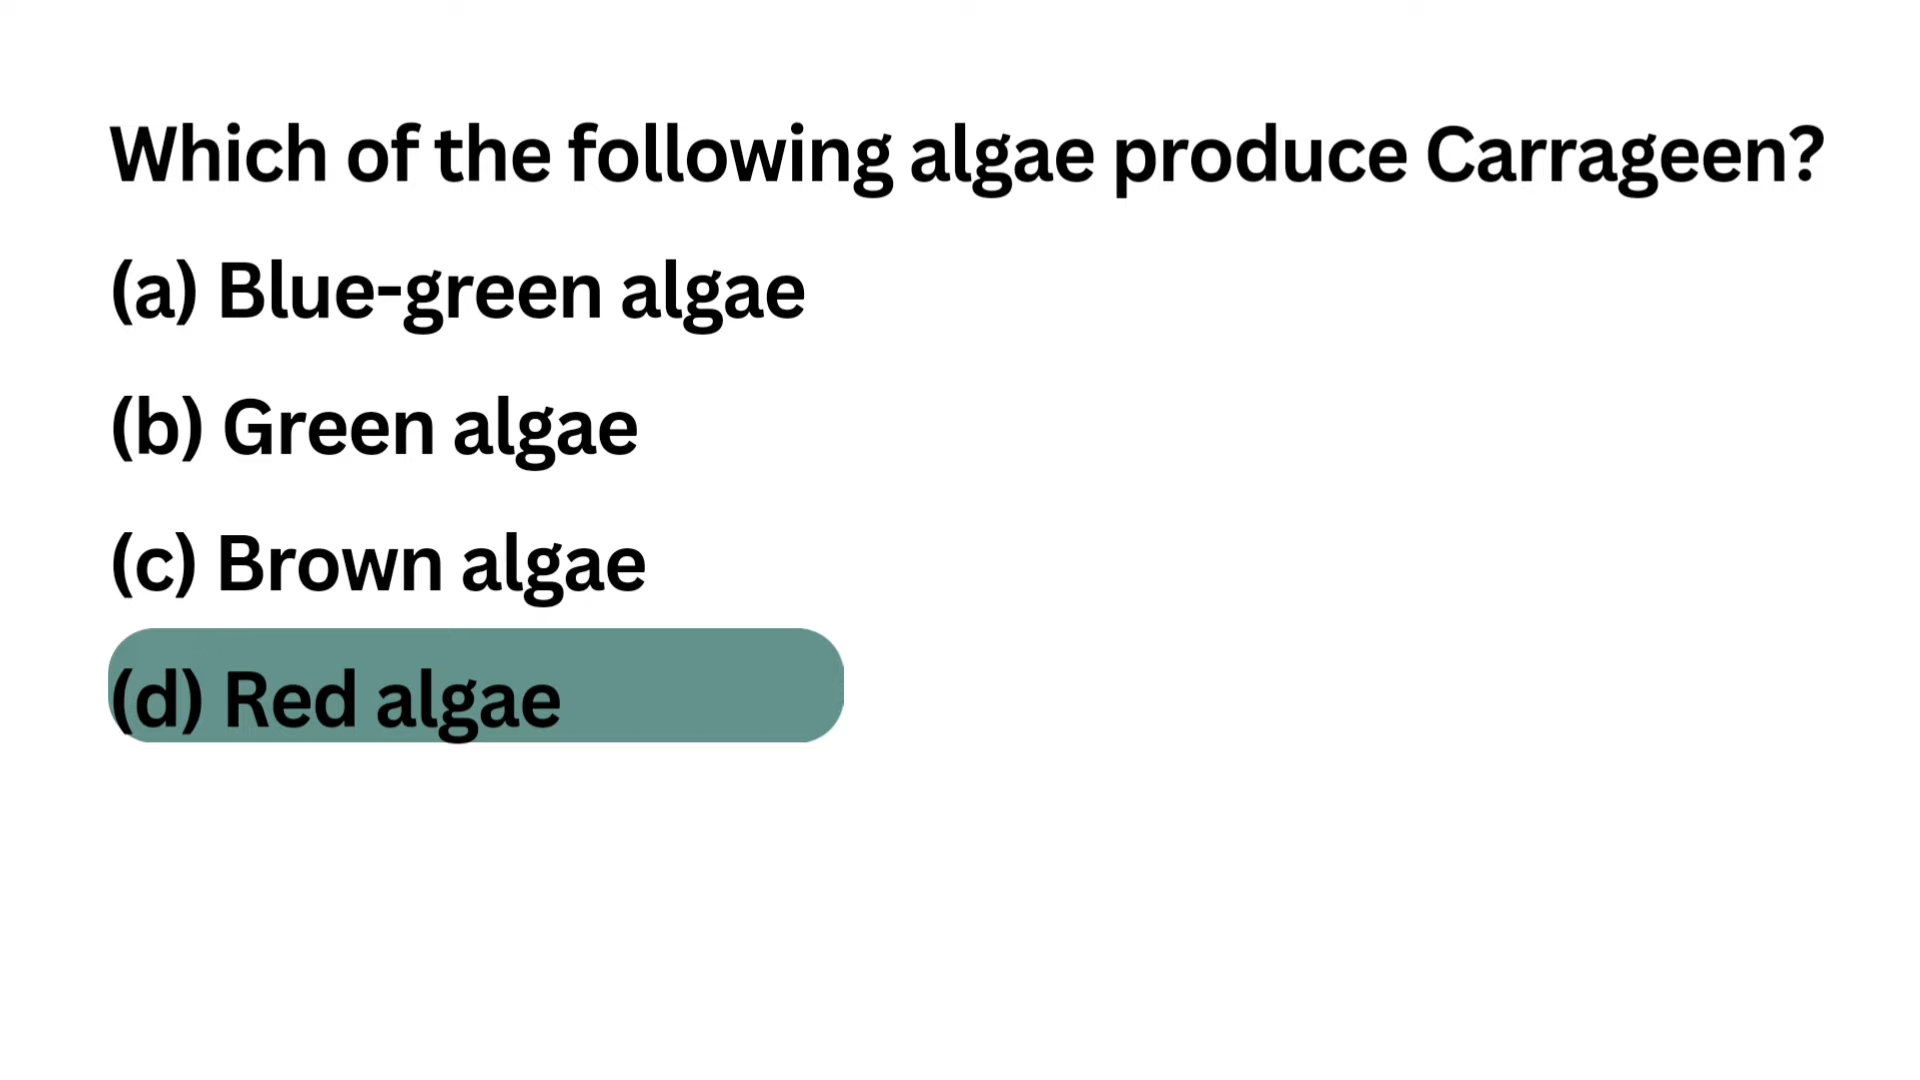 Which of the following algae produce Carrageen?
(a) Blue-green algae
(b) Green algae
(c) Brown algae
(d) Red algae